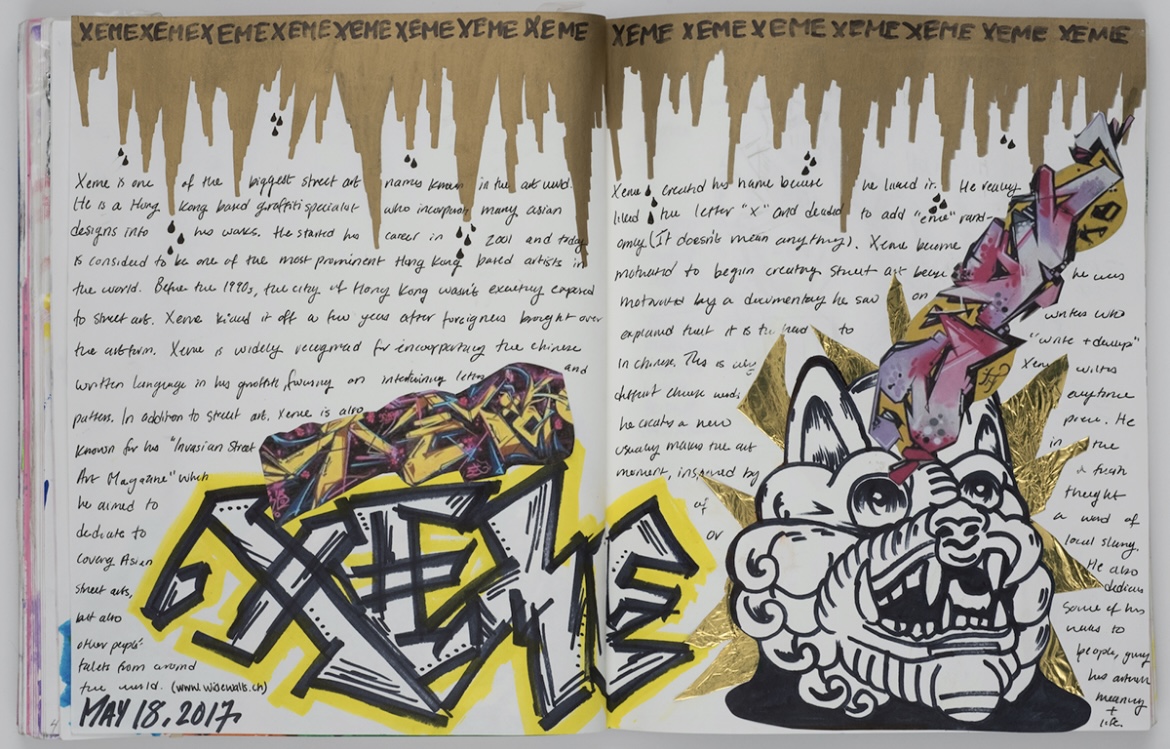 XEME XEME XEME XEME XEME XEME XEME XEME
Xeme is one of the biggest street art names known in the art world.
He is a Hong Kong based graffiti specialist who incorporates many asian
designs into his works. He started his career in 2001 and today
is considered to be one of the most prominent Hong Kong based artists in
the world. Before the 1990s, the city of Hong Kong wasn't exactly exposed
to street art. Xeme kicked it off a few years after foreigners brought over
the artform. Xeme is widely recognized for incorporating the chinese
written language in his graffiti focusing on intertwining letters and
pattern. In addition to street art, Xeme is also
known for his "Invasian Street
Art Magazine" which
he aimed to
dedicate to
covering Asian
street arts,
but also
other people's
talets from around
the world. (www.widewalls.ch)
MAY 18, 2017
XEME
XEME XEME XEME XEME XEME XEME XEME
Xeme created his name because he liked it. He really
liked the letter "X" and decided to add "eme" rand-
omly (It doesn't mean anything). Xeme became
motivated to begin creating street art because he was
motivated by a documentary he saw on writers who
explained that it is too hard to "write + develop"
in chinese. This is why Xeme writes
different chinese words everytime
he creates a new piece. He
usually makes the art in the
moment, inspired by a fresh
thought
of a word of
or local slang.
He also
dedicates
some of his
works to
people, giving
his artwork
meaning
+
life.